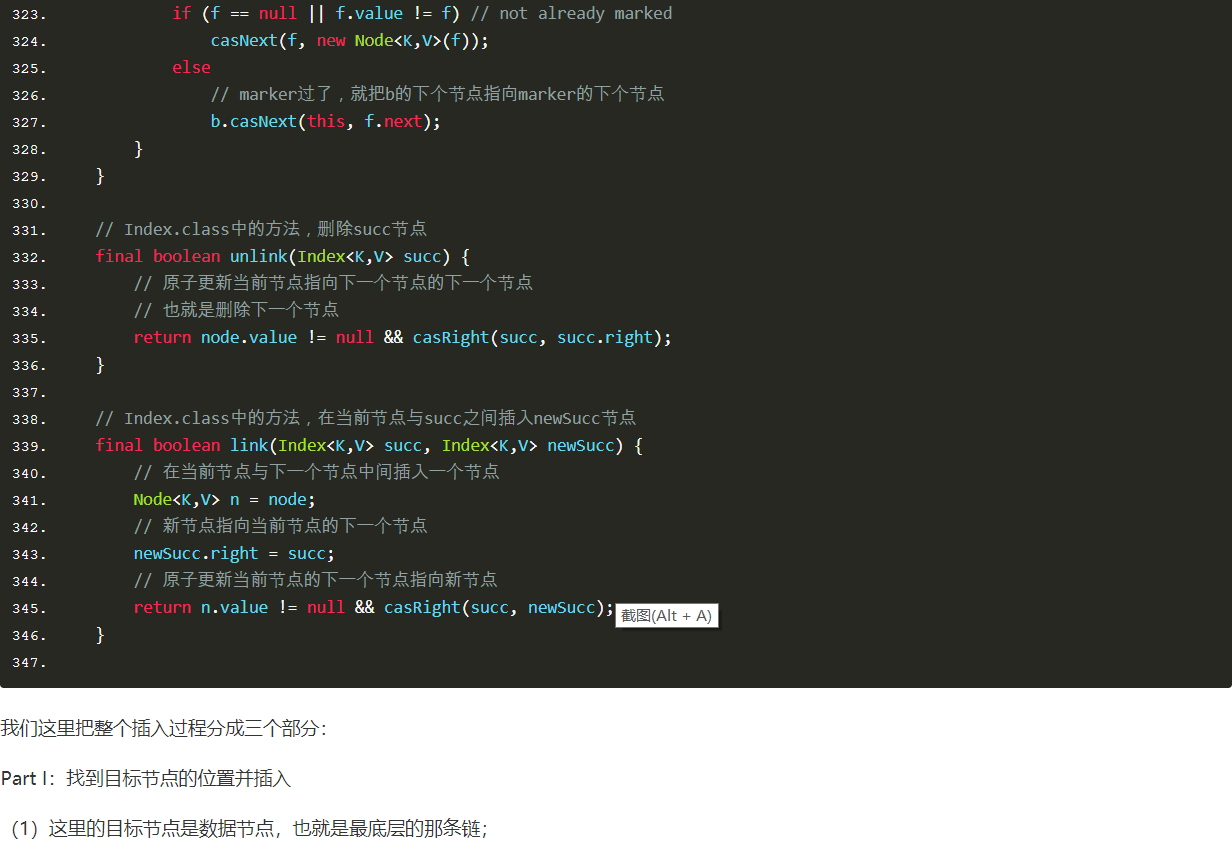 323.             if (f == null || f.value != f) // not already marked
324.                 casNext(f, new Node<K,V>(f));
325.             else
326.                 // marker过了，就把b的下个节点指向marker的下个节点
327.                 b.casNext(this, f.next);
328.         }
329.     }
330.
331.     // Index.class中的方法，删除succ节点
332.     final boolean unlink(Index<K,V> succ) {
333.         // 原子更新当前节点指向下一个节点的下一个节点
334.         // 也就是删除下一个节点
335.         return node.value != null && casRight(succ, succ.right);
336.     }
337.
338.     // Index.class中的方法，在当前节点与succ之间插入newSucc节点
339.     final boolean link(Index<K,V> succ, Index<K,V> newSucc) {
340.         // 在当前节点与下一个节点中间插入一个节点
341.         Node<K,V> n = node;
342.         // 新节点指向当前节点的下一个节点
343.         newSucc.right = succ;
344.         // 原子更新当前节点的下一个节点指向新节点
345.         return n.value != null && casRight(succ, newSucc); 截图(Alt + A)
346.     }
347.
我们这里把整个插入过程分成三个部分：
Part I：找到目标节点的位置并插入
（1）这里的目标节点是数据节点，也就是最底层的那条链；